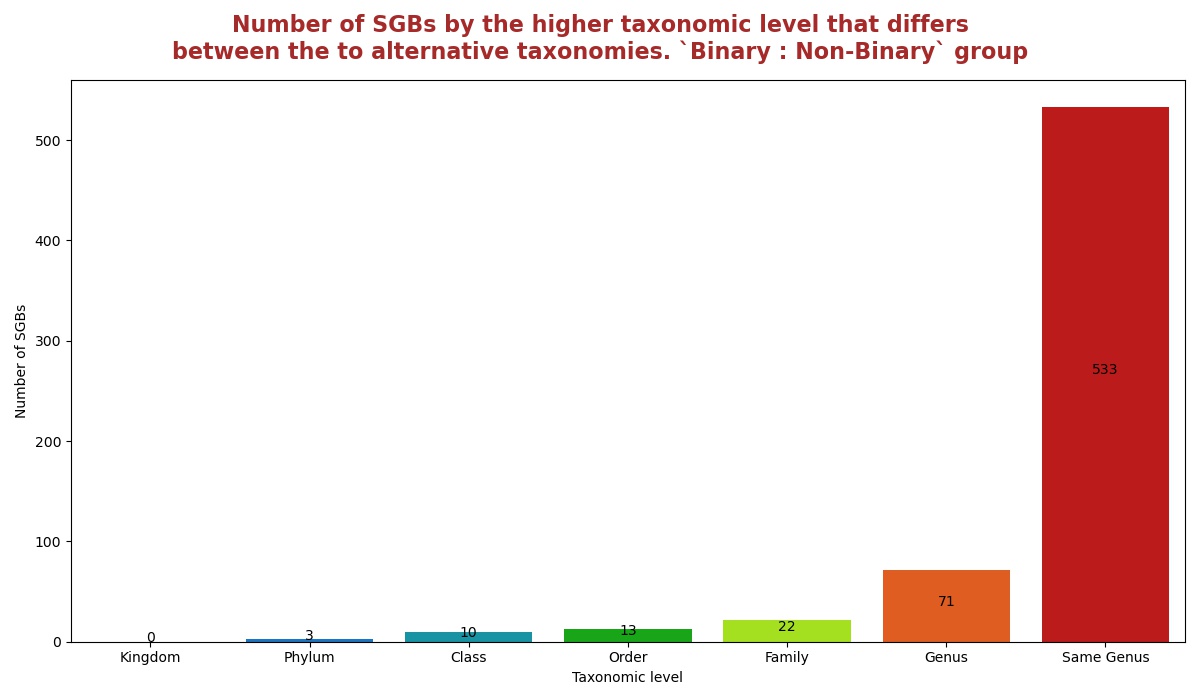 Number of SGBs by the higher taxonomic level that differs
between the to alternative taxonomies. `Binary : Non-Binary` group
Number of SGBs
500
400
300
200
100
0
0
3
10
13
22
71
533
Kingdom Phylum Class Order Family Genus Same Genus
Taxonomic level